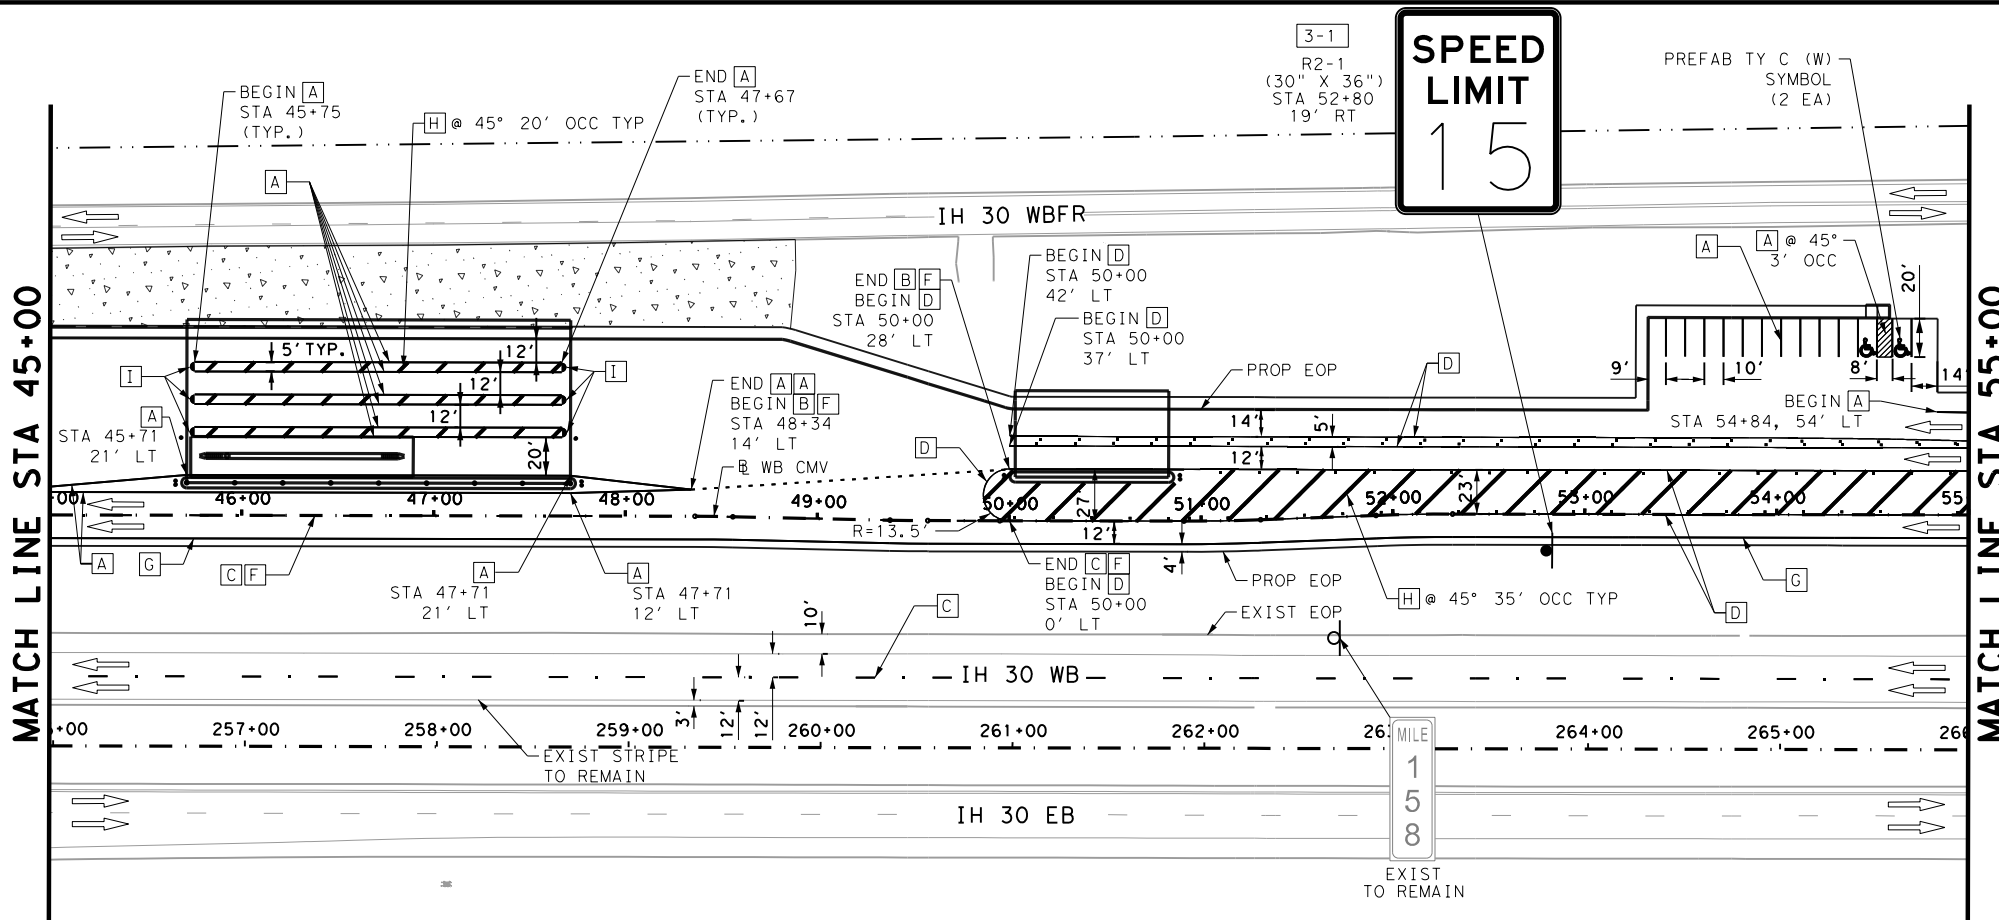 3-1
R2-1
(30" X 36")
STA 52+80
19' RT
SPEED
LIMIT
15
PREFAB TY C (W)
SYMBOL
(2 EA)
BEGIN A
STA 45+75
(TYP.)
H @ 45° 20' OCC TYP
END A
STA 47+67
(TYP.)
A
IH 30 WBFR
END B F
BEGIN D
STA 50+00
28' LT
BEGIN D
STA 50+00
42' LT
BEGIN D
STA 50+00
37' LT
A
A @ 45°
3' OCC
20'
5' TYP.
12'
12'
12'
20'
I
I
A
STA 45+71
21' LT
END A A
BEGIN B F
STA 48+34
14' LT
WB CMV
D
PROP EOP
D
14'
5'
12'
9'
10'
8'
14'
BEGIN A
STA 54+84, 54' LT
MATCH LINE STA 45+00
MATCH LINE STA 55+00
00
46+00
47+00
48+00
49+00
50+00
51+00
52+00
53+00
54+00
55
27
23'
R=13.5'
12'
4'
A
G
C F
A
STA 47+71
21' LT
A
STA 47+71
12' LT
END C F
BEGIN D
STA 50+00
0' LT
PROP EOP
EXIST EOP
H @ 45° 35' OCC TYP
D
G
10'
C
IH 30 WB
3'
12'
12'
+00
257+00
258+00
259+00
260+00
261+00
262+00
264+00
265+00
EXIST STRIPE
TO REMAIN
MILE
1
5
8
EXIST
TO REMAIN
IH 30 EB